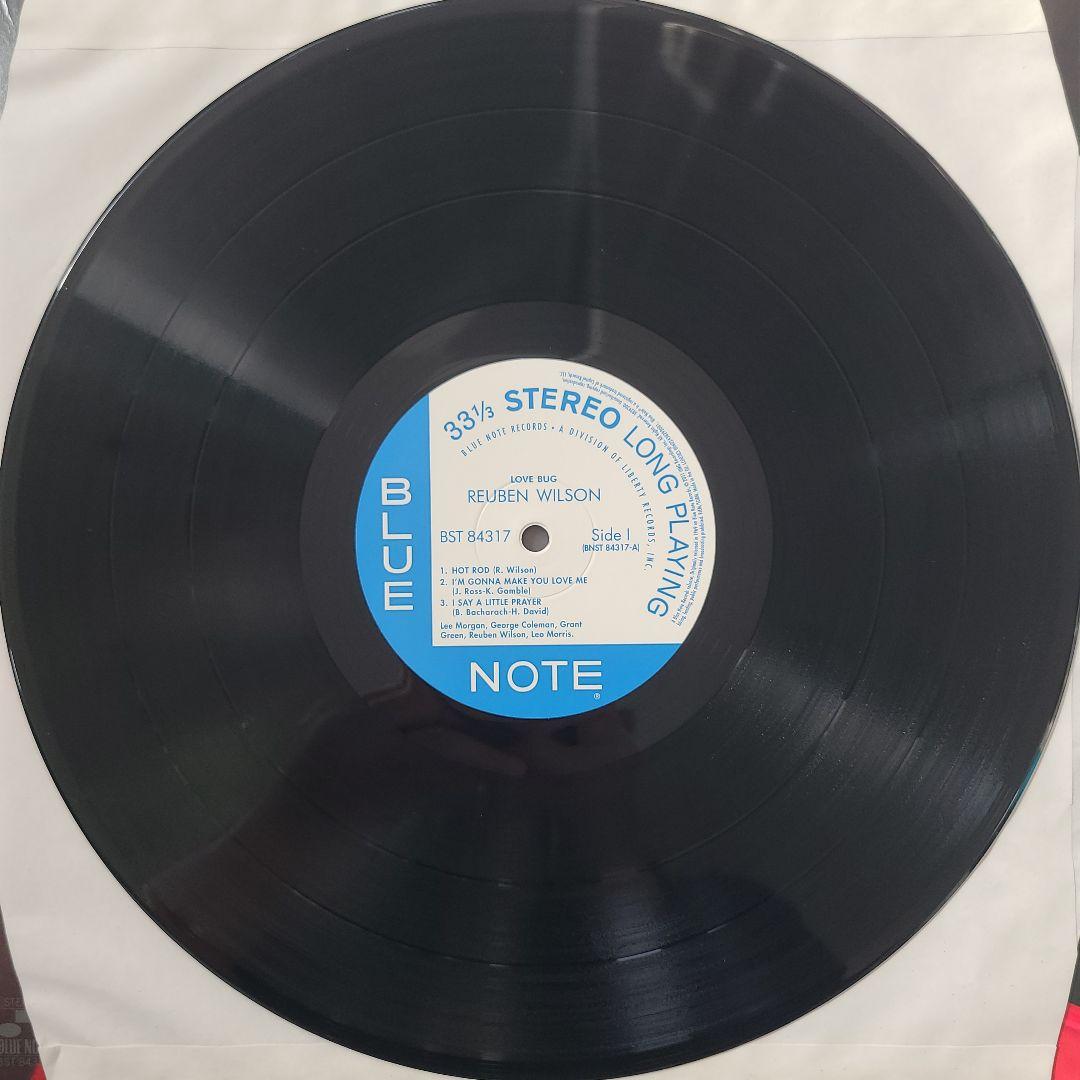 33⅓ STEREO LONG PLAYING
BLUE NOTE RECORDS • A DIVISION OF LIBERTY RECORDS, INC.
LOVE BUG
REUBEN WILSON
BST 84317
Side I
(BNST 84317-A)
1. HOT ROD (R. Wilson)
2. I'M GONNA MAKE YOU LOVE ME
(J. Ross-K. Gamble)
3. I SAY A LITTLE PRAYER
(B. Bacharach-H. David)
Lee Morgan, George Coleman, Grant
Green, Reuben Wilson, Leo Morris.
BLUE
NOTE
®